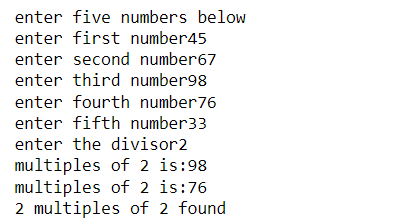 enter five numbers below
enter first number45
enter second number67
enter third number98
enter fourth number76
enter fifth number33
enter the divisor2
multiples of 2 is:98
multiples of 2 is:76
2 multiples of 2 found